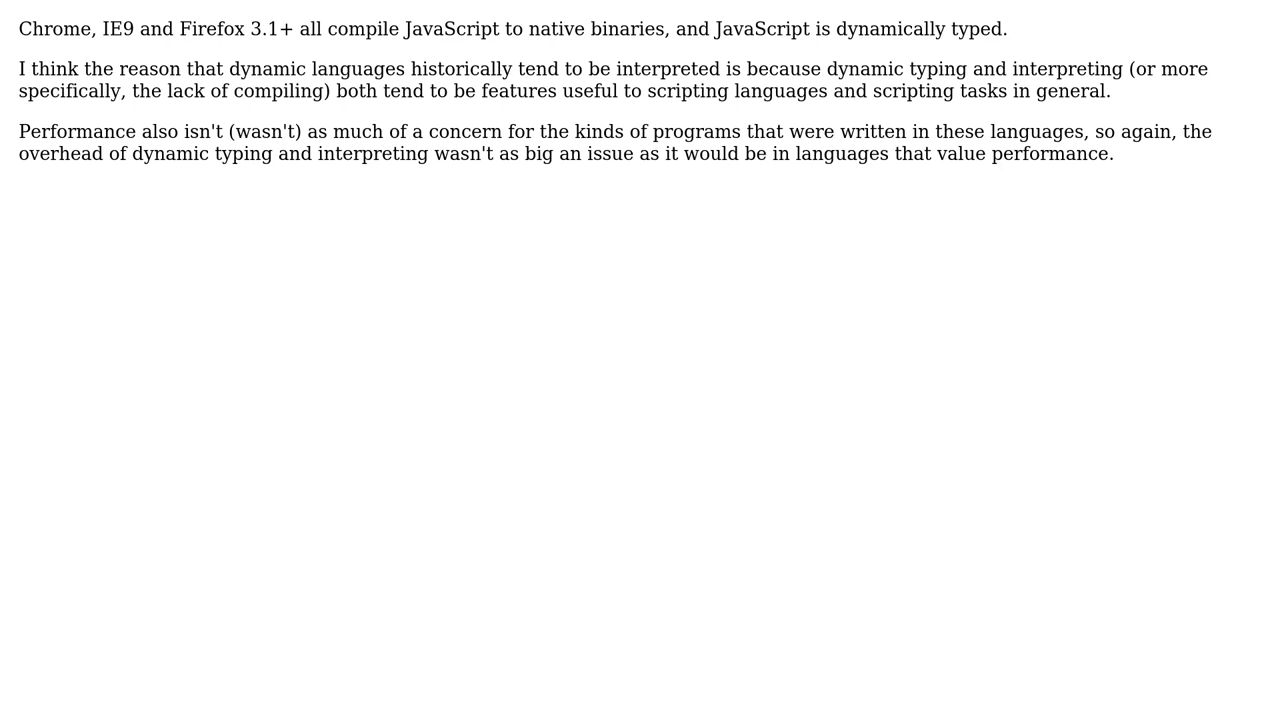 Chrome, IE9 and Firefox 3.1+ all compile JavaScript to native binaries, and JavaScript is dynamically typed.
I think the reason that dynamic languages historically tend to be interpreted is because dynamic typing and interpreting (or more
specifically, the lack of compiling) both tend to be features useful to scripting languages and scripting tasks in general.
Performance also isn't (wasn't) as much of a concern for the kinds of programs that were written in these languages, so again, the
overhead of dynamic typing and interpreting wasn't as big an issue as it would be in languages that value performance.